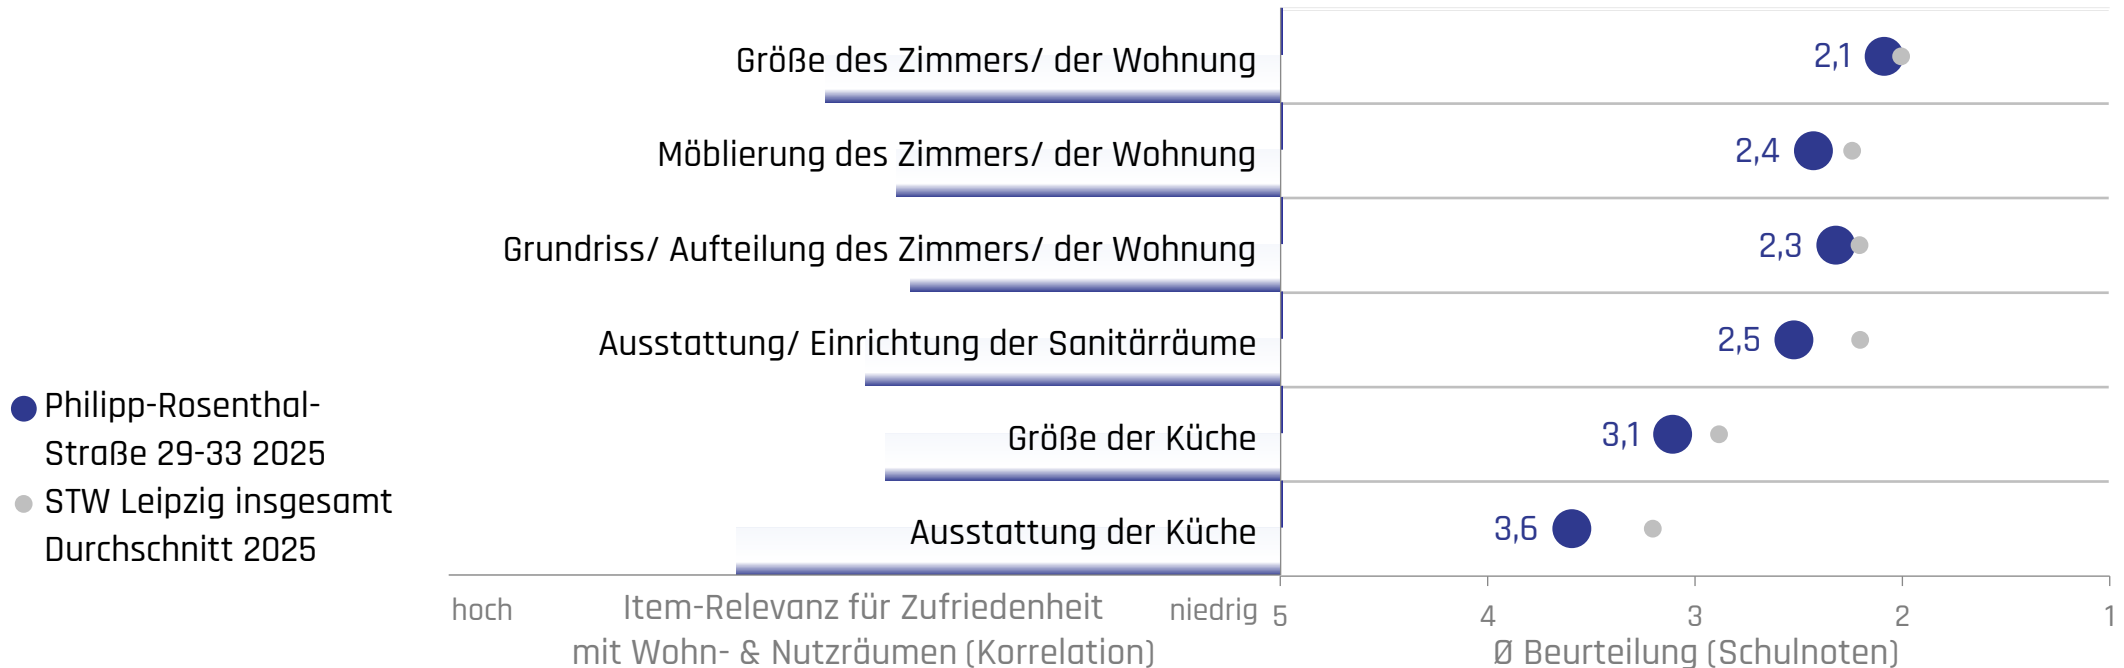 Größe des Zimmers/ der Wohnung
2,1
Möblierung des Zimmers/ der Wohnung
2,4
Grundriss/ Aufteilung des Zimmers/ der Wohnung
2,3
Ausstattung/ Einrichtung der Sanitärräume
2,5
Größe der Küche
3,1
Ausstattung der Küche
3,6
Philipp-Rosenthal-
Straße 29-33 2025
STW Leipzig insgesamt
Durchschnitt 2025
hoch
Item-Relevanz für Zufriedenheit
mit Wohn- & Nutzräumen (Korrelation)
niedrig
5 4 3 2 1
Ø Beurteilung (Schulnoten)